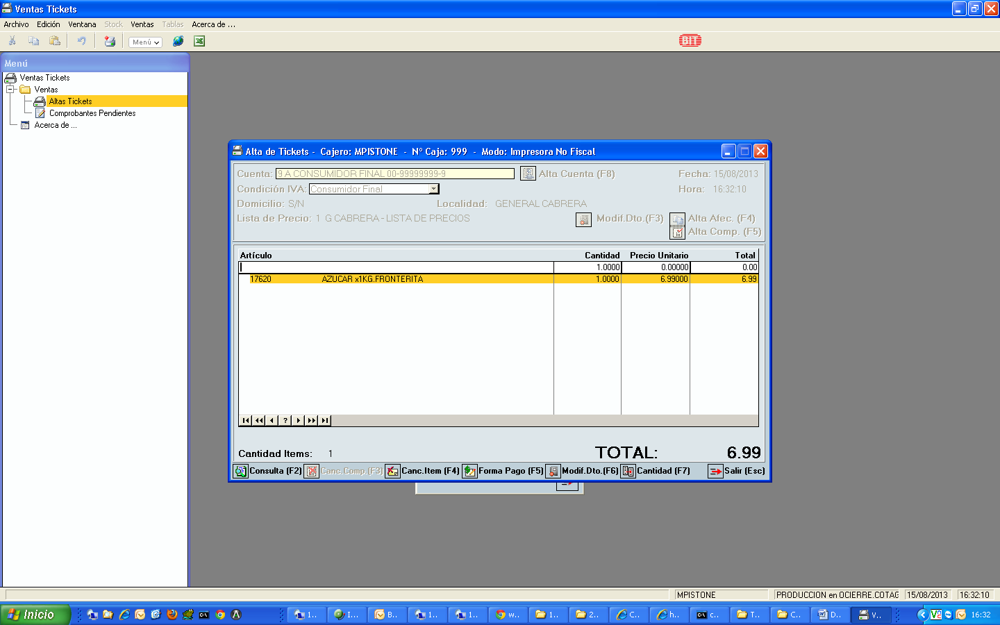 Ventas Tickets
Archivo Edición Ventana Stock Ventas Tablas Acerca de ...
Menú
Menú
Ventas Tickets
Ventas
Altas Tickets
Comprobantes Pendientes
Acerca de ...
Alta de Tickets - Cajero: MPISTONE - Nº Caja: 999 - Modo: Impresora No Fiscal
Cuenta: 9 A CONSUMIDOR FINAL 00-99999999-9 Alta Cuenta (F8) Fecha: 15/08/2013
Condición IVA: Consumidor Final Hora: 16:32:10
Domicilio: S/N Localidad: GENERAL CABRERA
Lista de Precio: 1 G CABRERA - LISTA DE PRECIOS Modif.Dto.(F3) Alta Afec. (F4)
Alta Comp. (F5)
Artículo Cantidad Precio Unitario Total
1.0000 0.00000 0.00
17620 AZUCAR x1KG.FRONTERITA 1.0000 6.99000 6.99
?
Cantidad Items: 1 TOTAL: 6.99
Consulta (F2) Canc.Comp.(F3) Canc.Item (F4) Forma Pago (F5) Modif.Dto.(F6) Cantidad (F7) Salir (Esc)
MPISTONE PRODUCCION en OCIERRE.COTAG 15/08/2013 16:32:10
Inicio 1.. I.. B.. 1.. 1.. w.. 1.. 2.. C.. h.. c.. T.. C.. D.. V.. 16:32